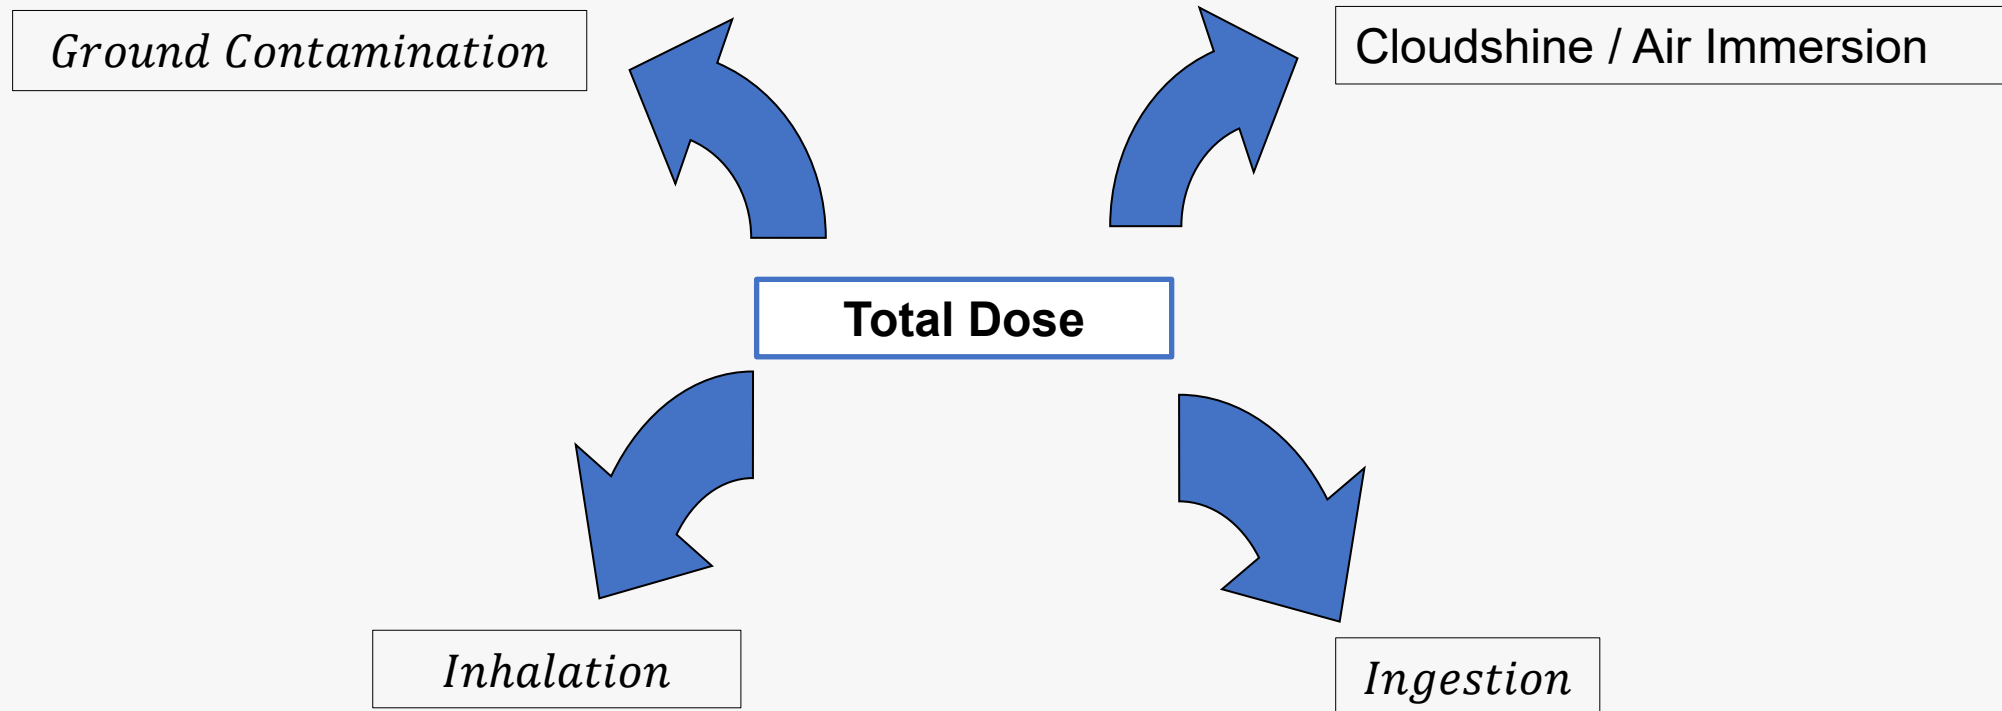 Ground Contamination
Cloudshine / Air Immersion
Total Dose
Inhalation
Ingestion